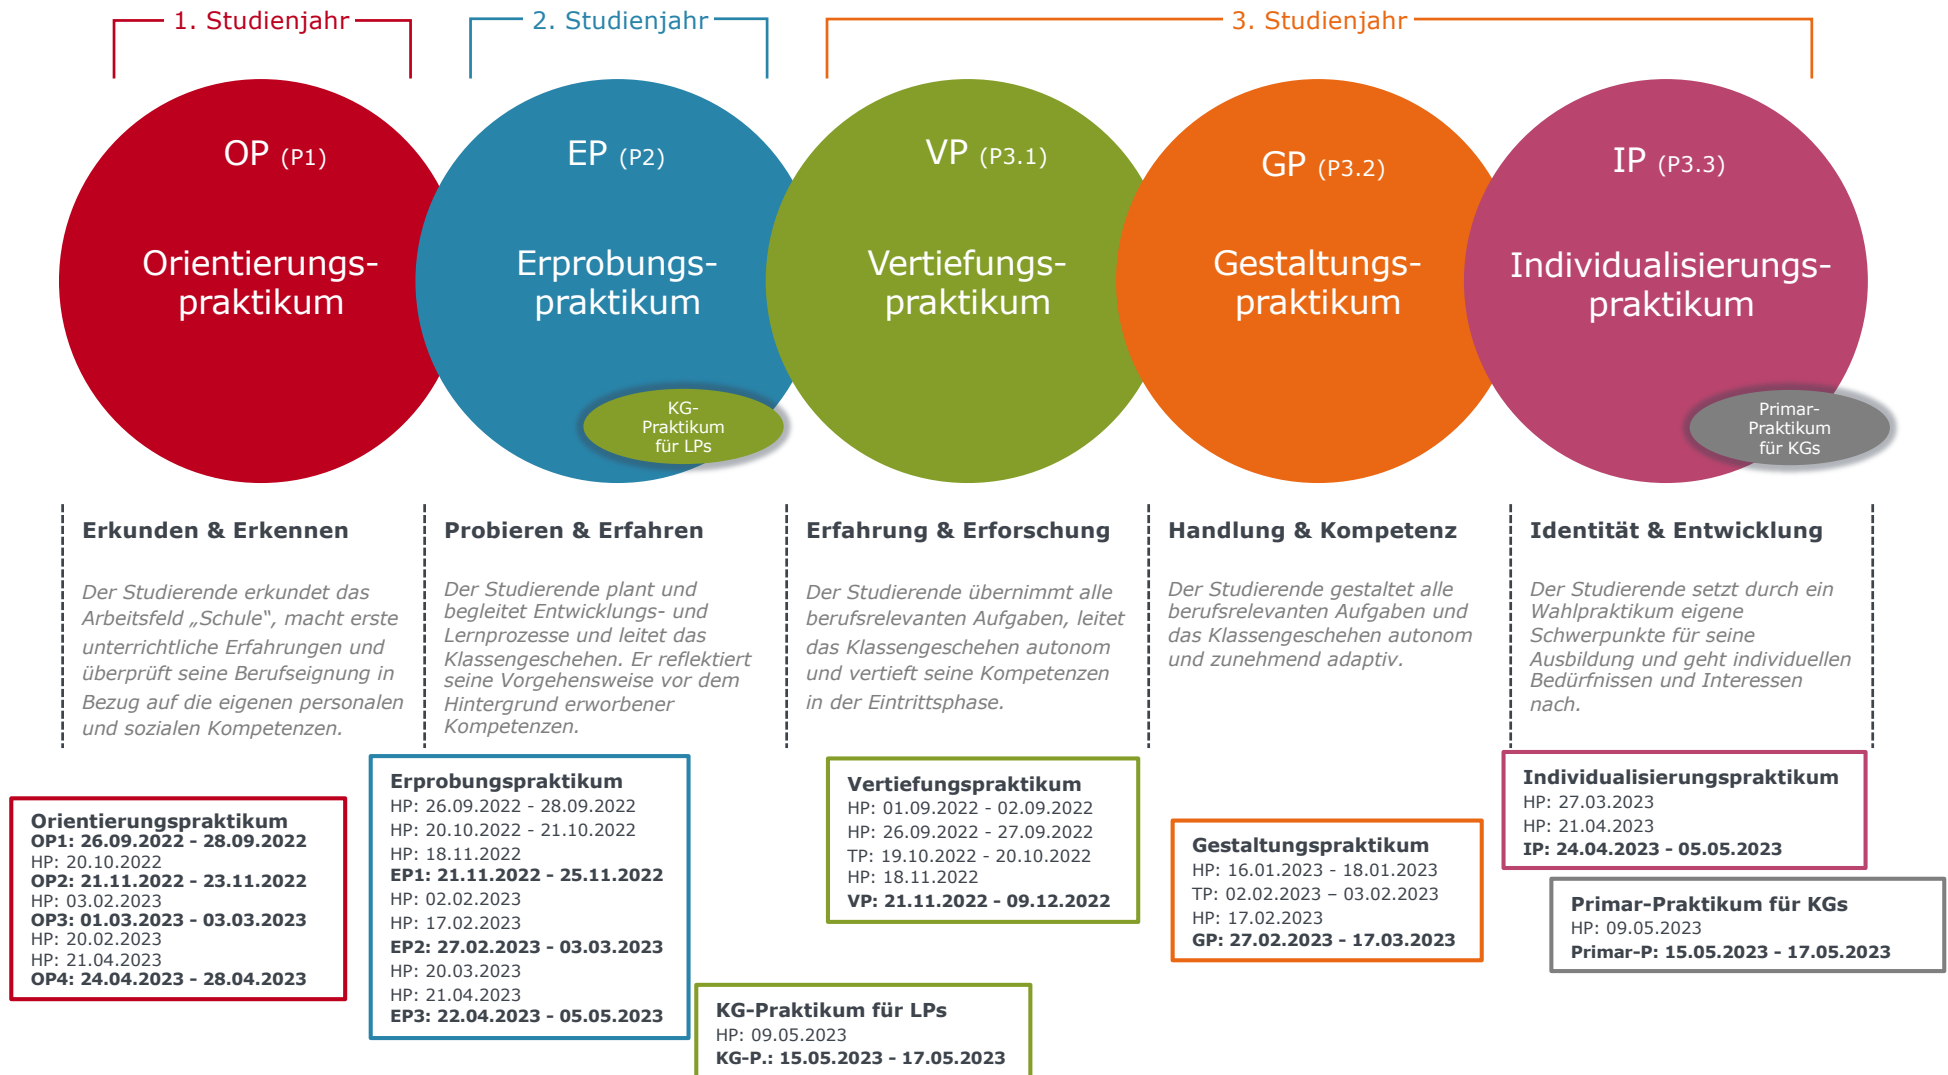 1. Studienjahr
2. Studienjahr
3. Studienjahr
OP (P1)
Orientierungs-
praktikum
EP (P2)
Erprobungs-
praktikum
KG-
Praktikum
für LPs
VP (P3.1)
Vertiefungs-
praktikum
GP (P3.2)
Gestaltungs-
praktikum
IP (P3.3)
Individualisierungs-
praktikum
Primar-
Praktikum
für KGs
Erkunden & Erkennen
Der Studierende erkundet das
Arbeitsfeld „Schule“, macht erste
unterrichtliche Erfahrungen und
überprüft seine Berufseignung in
Bezug auf die eigenen personalen
und sozialen Kompetenzen.
Probieren & Erfahren
Der Studierende plant und
begleitet Entwicklungs- und
Lernprozesse und leitet das
Klassengeschehen. Er reflektiert
seine Vorgehensweise vor dem
Hintergrund erworbener
Kompetenzen.
Erfahrung & Erforschung
Der Studierende übernimmt alle
berufsrelevanten Aufgaben, leitet
das Klassengeschehen autonom
und vertieft seine Kompetenzen
in der Eintrittsphase.
Handlung & Kompetenz
Der Studierende gestaltet alle
berufsrelevanten Aufgaben und
das Klassengeschehen autonom
und zunehmend adaptiv.
Identität & Entwicklung
Der Studierende setzt durch ein
Wahlpraktikum eigene
Schwerpunkte für seine
Ausbildung und geht individuellen
Bedürfnissen und Interessen
nach.
Orientierungspraktikum
OP1: 26.09.2022 - 28.09.2022
HP: 20.10.2022
OP2: 21.11.2022 - 23.11.2022
HP: 03.02.2023
OP3: 01.03.2023 - 03.03.2023
HP: 20.02.2023
HP: 21.04.2023
OP4: 24.04.2023 - 28.04.2023
Erprobungspraktikum
HP: 26.09.2022 - 28.09.2022
HP: 20.10.2022 - 21.10.2022
HP: 18.11.2022
EP1: 21.11.2022 - 25.11.2022
HP: 02.02.2023
HP: 17.02.2023
EP2: 27.02.2023 - 03.03.2023
HP: 20.03.2023
HP: 21.04.2023
EP3: 22.04.2023 - 05.05.2023
KG-Praktikum für LPs
HP: 09.05.2023
KG-P.: 15.05.2023 - 17.05.2023
Vertiefungspraktikum
HP: 01.09.2022 - 02.09.2022
HP: 26.09.2022 - 27.09.2022
TP: 19.10.2022 - 20.10.2022
HP: 18.11.2022
VP: 21.11.2022 - 09.12.2022
Gestaltungspraktikum
HP: 16.01.2023 - 18.01.2023
TP: 02.02.2023 – 03.02.2023
HP: 17.02.2023
GP: 27.02.2023 - 17.03.2023
Individualisierungspraktikum
HP: 27.03.2023
HP: 21.04.2023
IP: 24.04.2023 - 05.05.2023
Primar-Praktikum für KGs
HP: 09.05.2023
Primar-P: 15.05.2023 - 17.05.2023